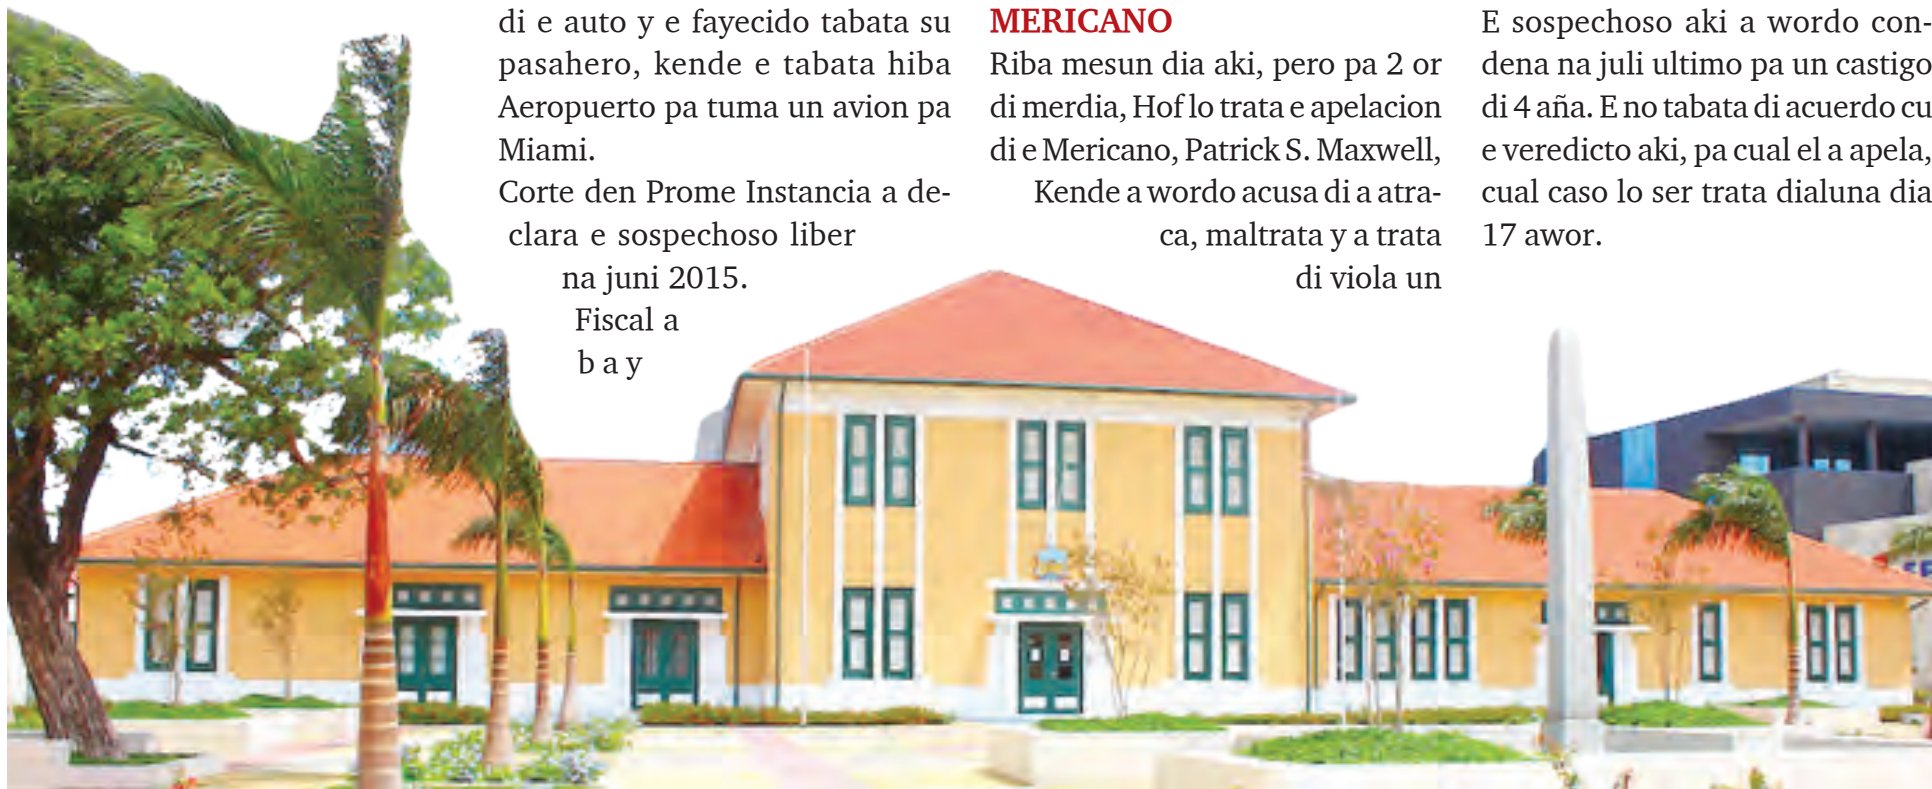 di e auto y e fayecido tabata su
pasahero, kende e tabata hiba
Aeropuerto pa tuma un avion pa
Miami.
Corte den Prome Instancia a de-
clara e sospechoso liber
na juni 2015.
Fiscal a
bay
MERICANO
Riba mesun dia aki, pero pa 2 or
di merdia, Hof lo trata e apelacion
di e Mericano, Patrick S. Maxwell,
Kende a wordo acusa di a atra-
ca, maltrata y a trata
di viola un
E sospechoso aki a wordo con-
dena na juli ultimo pa un castigo
di 4 aña. E no tabata di acuerdo cu
e veredicto aki, pa cual el a apela,
cual caso lo ser trata dialuna dia
17 awor.